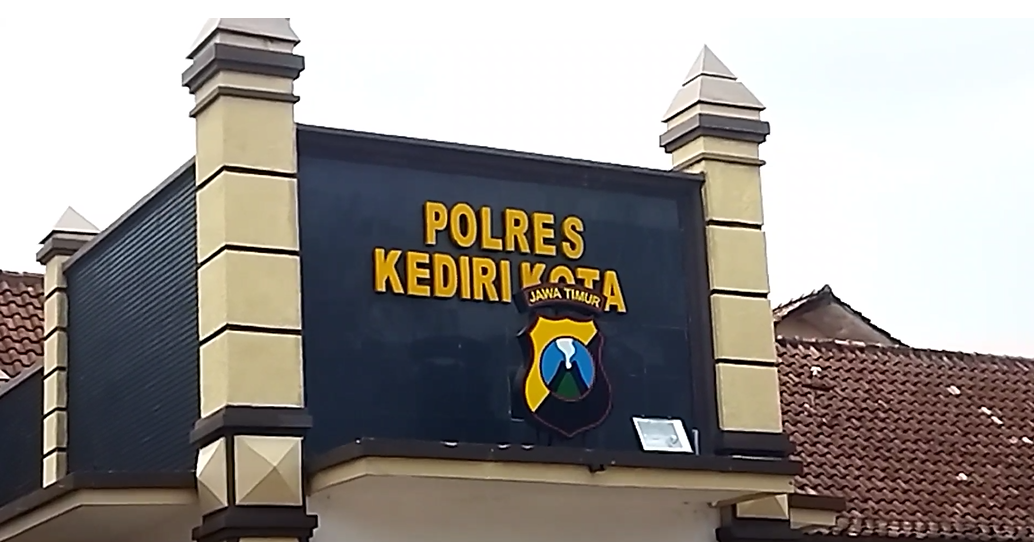 POLRES
KEDIRI KOTA
JAWA TIMUR